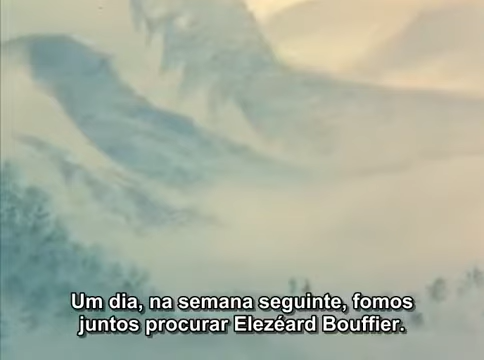 Um dia, na semana seguinte, fomos
juntos procurar Elezéard Bouffier.